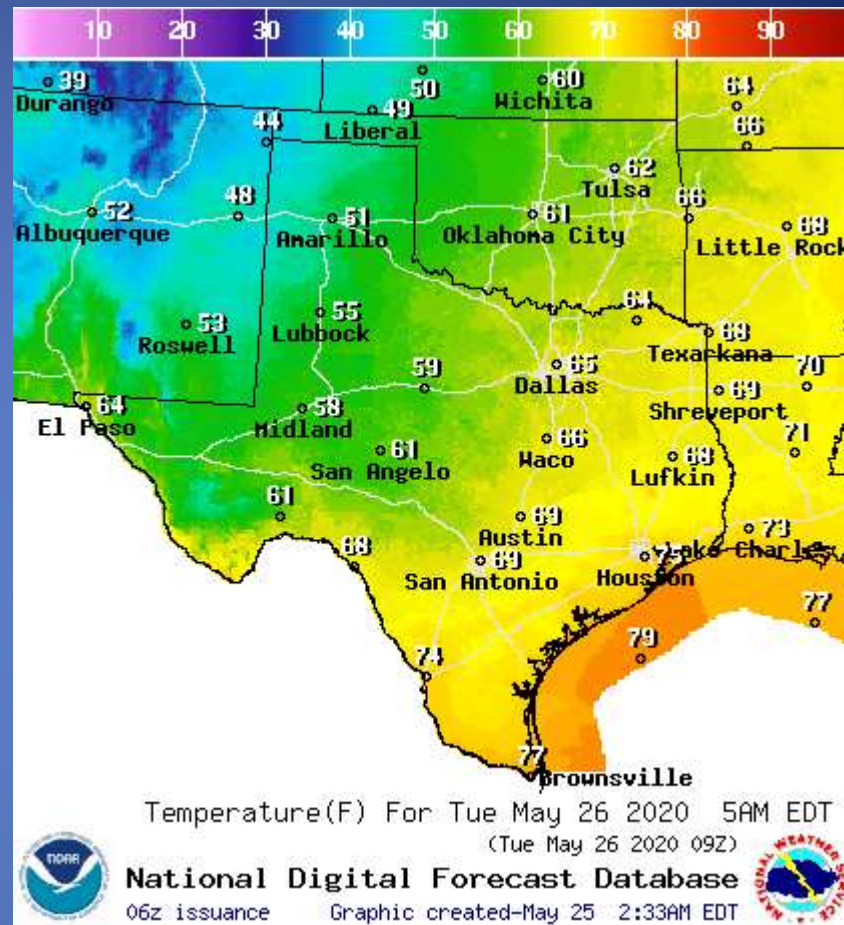 10 20 30 40 50 60 70 80 90
39 50 60 64
Durango 49 Wichita
44 Liberal 66
62
48 Tulsa 66
52 51 61 68
Albuquerque Amarillo Oklahoma City Little Rock
53 55 64 68
Roswell Lubbock Texarkana
59 65 70
Dallas 69
64 58 Shreveport
El Paso Midland 66 71
61 Waco 68
San Angelo Lufkin
61 69 73
Austin
68 69 75 Lake Charles
San Antonio Houston
77
79
74
77
Brownsville
Temperature(F) For Tue May 26 2020 5AM EDT
(Tue May 26 2020 09Z)
National Digital Forecast Database
06z issuance Graphic created-May 25 2:33AM EDT
NOAA
NATIONAL WEATHER SERVICE